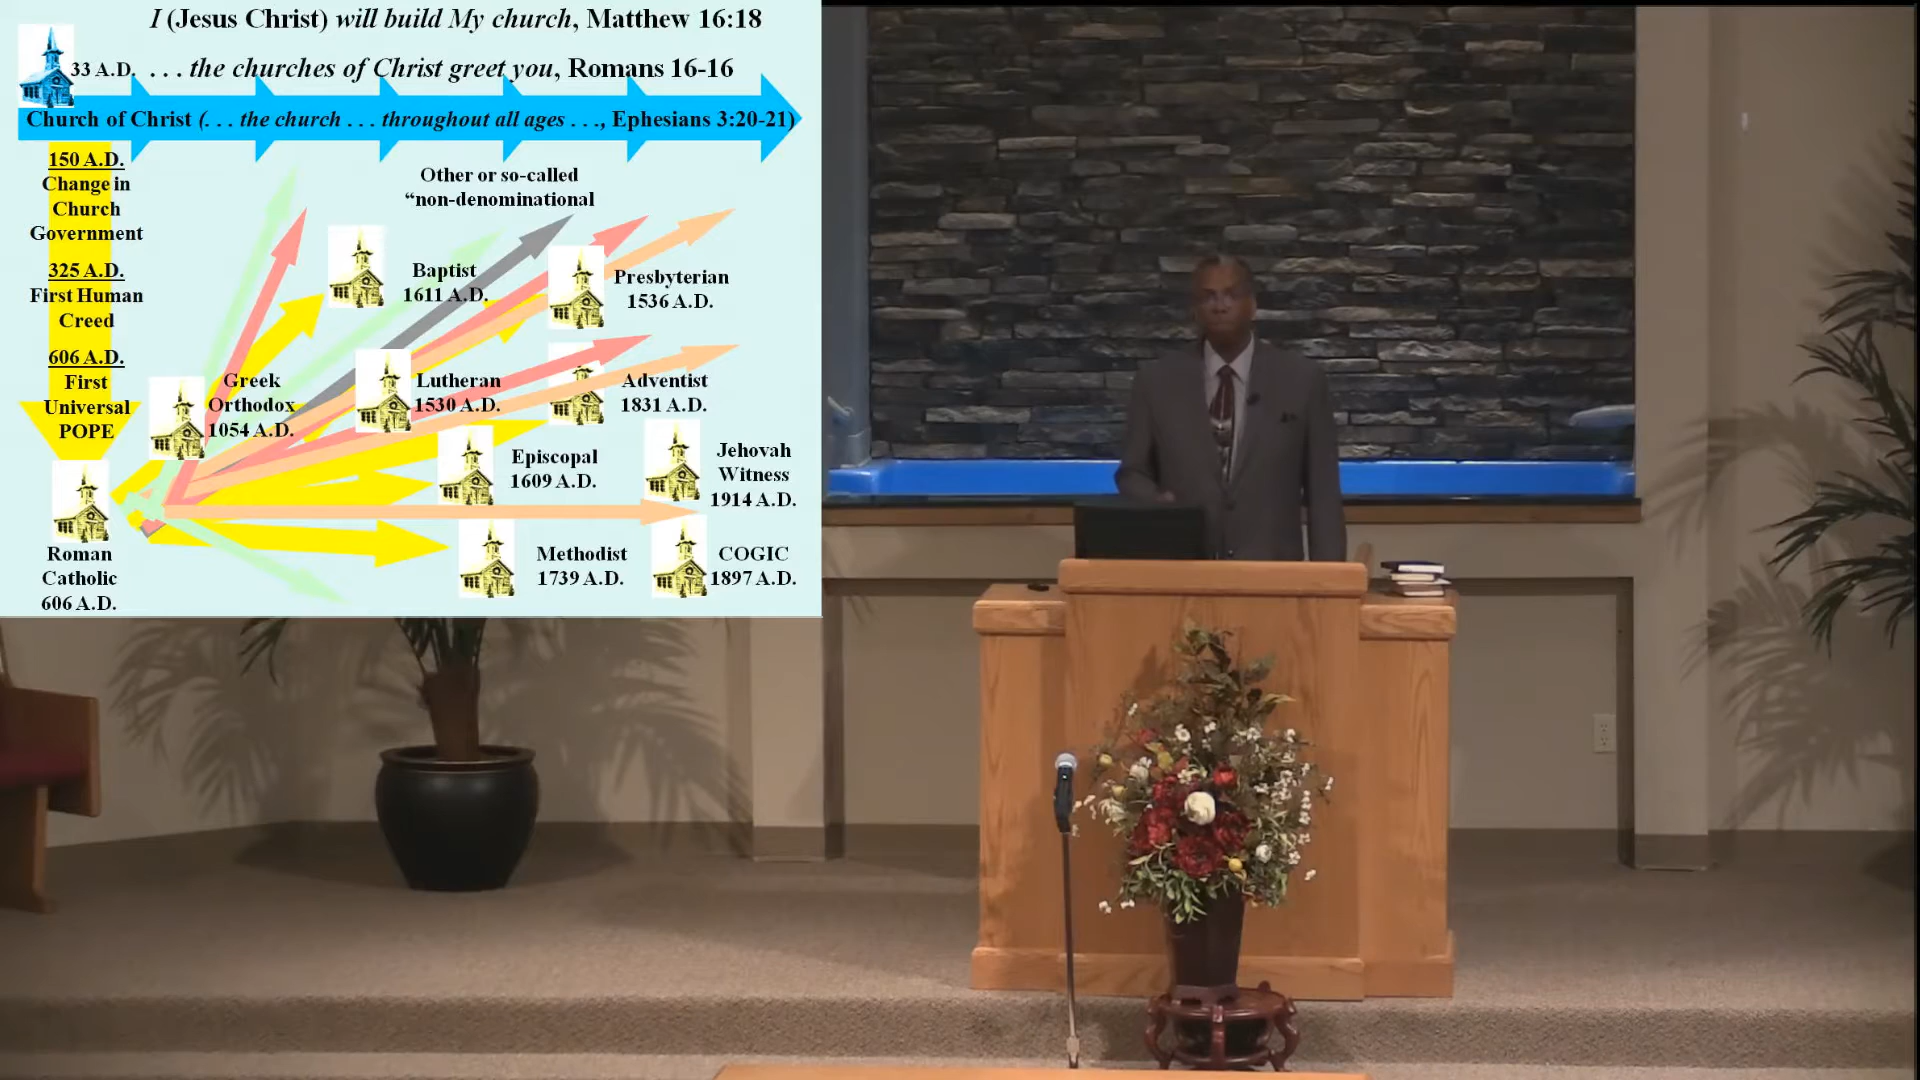 I (Jesus Christ) will build My church, Matthew 16:18
33 A.D. . . . the churches of Christ greet you, Romans 16-16
Church of Christ (. . . the church . . . throughout all ages . . ., Ephesians 3:20-21)
150 A.D.
Change in
Church
Government
325 A.D.
First Human
Creed
606 A.D.
First
Universal
POPE
Roman
Catholic
606 A.D.
Greek
Orthodox
1054 A.D.
Other or so-called
“non-denominational
Baptist
1611 A.D.
Presbyterian
1536 A.D.
Lutheran
1530 A.D.
Adventist
1831 A.D.
Episcopal
1609 A.D.
Jehovah
Witness
1914 A.D.
Methodist
1739 A.D.
COGIC
1897 A.D.